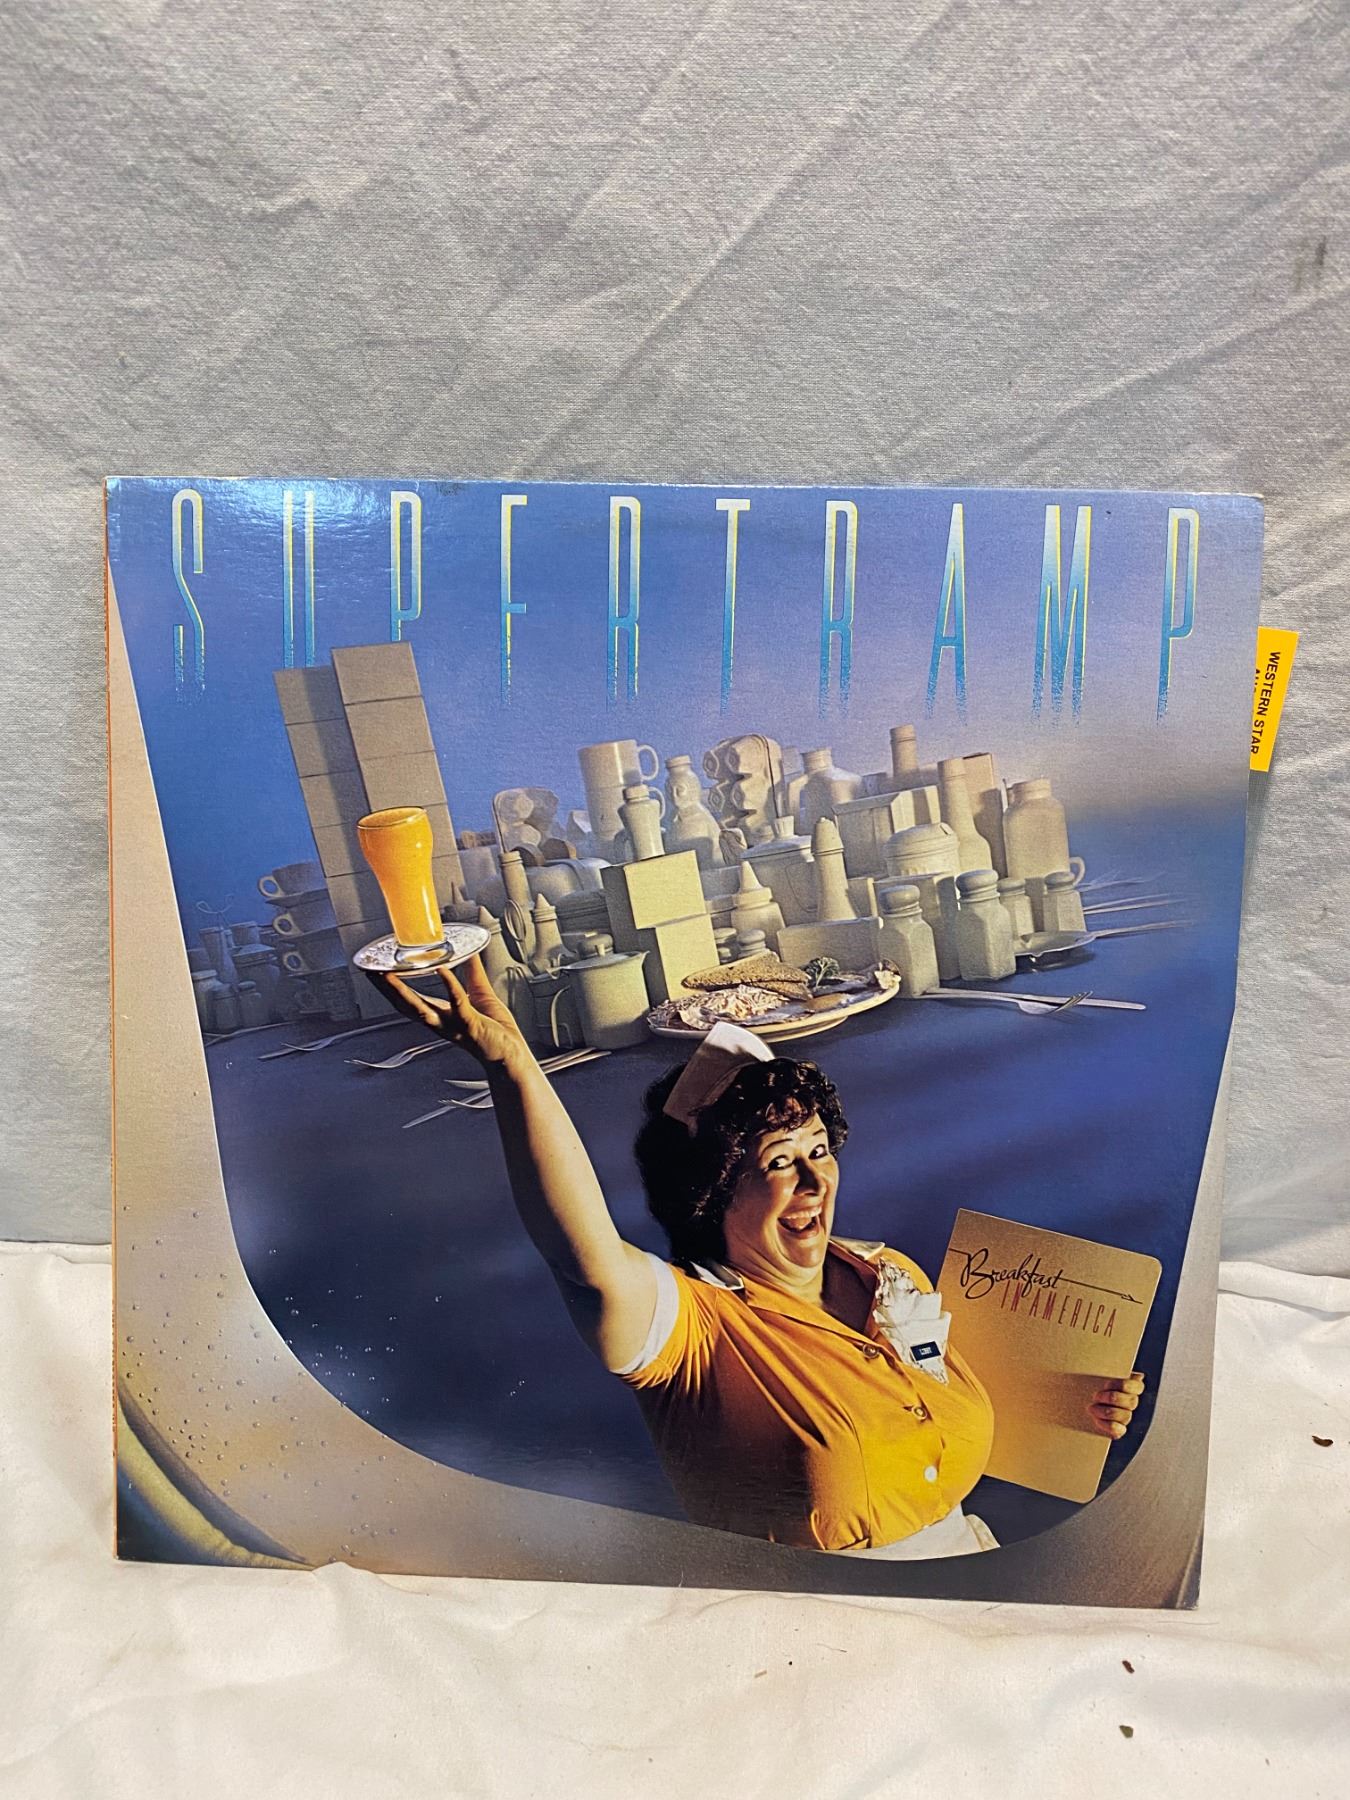 SUPERTRAMP
WESTERN STAR
Breakfast
IN AMERICA